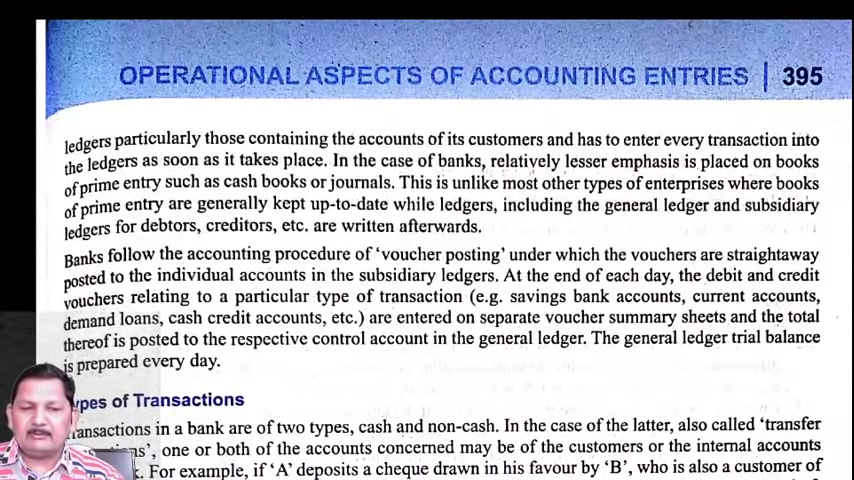 OPERATIONAL ASPECTS OF ACCOUNTING ENTRIES | 395
ledgers particularly those containing the accounts of its customers and has to enter every transaction into
the ledgers as soon as it takes place. In the case of banks, relatively lesser emphasis is placed on books
of prime entry such as cash books or journals. This is unlike most other types of enterprises where books
of prime entry are generally kept up-to-date while ledgers, including the general ledger and subsidiary
ledgers for debtors, creditors, etc. are written afterwards.
Banks follow the accounting procedure of ‘voucher posting’ under which the vouchers are straightaway
posted to the individual accounts in the subsidiary ledgers. At the end of each day, the debit and credit
vouchers relating to a particular type of transaction (e.g. savings bank accounts, current accounts,
demand loans, cash credit accounts, etc.) are entered on separate voucher summary sheets and the total
thereof is posted to the respective control account in the general ledger. The general ledger trial balance
is prepared every day.
ypes of Transactions
ansactions in a bank are of two types, cash and non-cash. In the case of the latter, also called ‘transfer
ns’, one or both of the accounts concerned may be of the customers or the internal accounts
k. For example, if ‘A’ deposits a cheque drawn in his favour by ‘B’, who is also a customer of